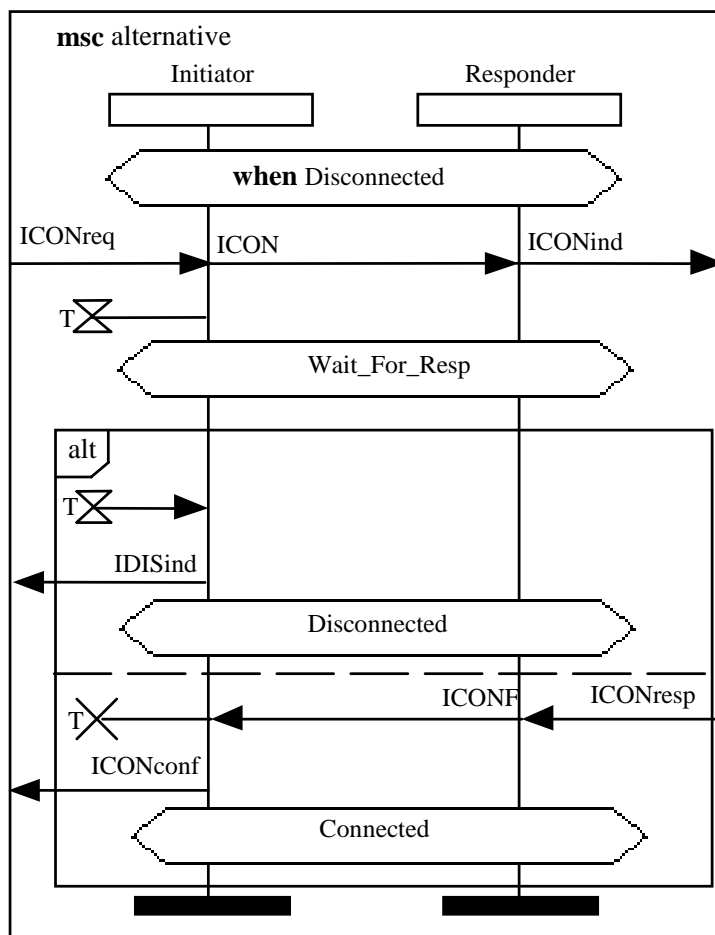 msc alternative
Initiator Responder
when Disconnected
ICONreq ICON ICONind
T
Wait_For_Resp
alt
T
IDISind
Disconnected
ICONF ICONresp
T
ICONconf
Connected